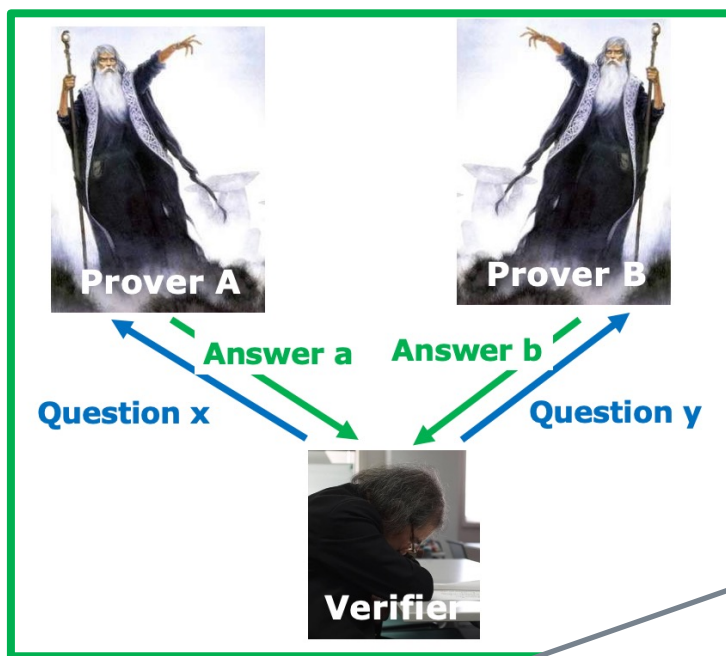 Prover A
Prover B
Answer a
Answer b
Question x
Question y
Verifier